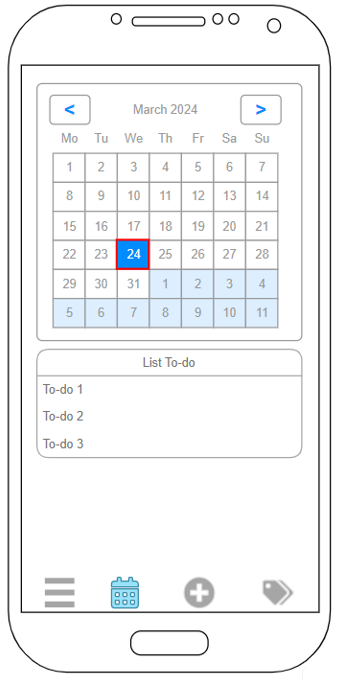 < March 2024 >
Mo Tu We Th Fr Sa Su
1 2 3 4 5 6 7
8 9 10 11 12 13 14
15 16 17 18 19 20 21
22 23 24 25 26 27 28
29 30 31 1 2 3 4
5 6 7 8 9 10 11
List To-do
To-do 1
To-do 2
To-do 3